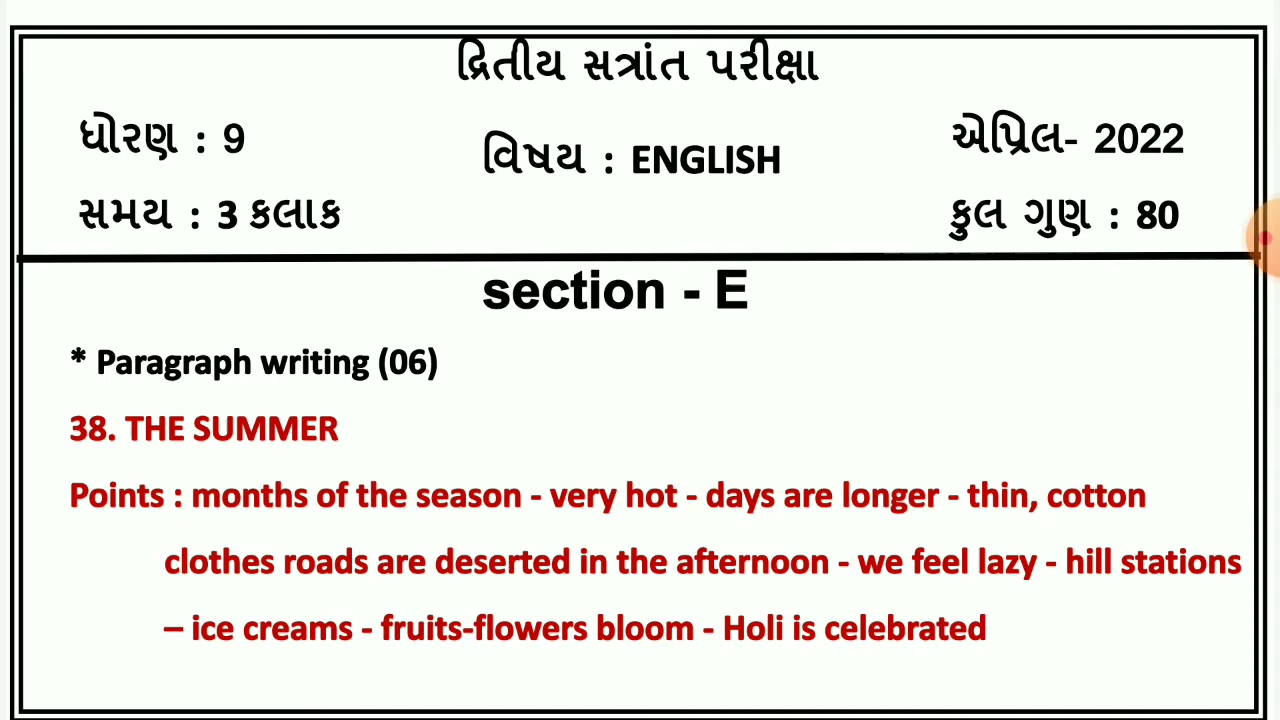 દ્રિતીય સત્રાંત પરીક્ષા
ધોરણ : 9
વિષય : ENGLISH
એપ્રિલ- 2022
સમય : 3 કલાક
કુલ ગુણ : 80
section - E
* Paragraph writing (06)
38. THE SUMMER
Points : months of the season - very hot - days are longer - thin, cotton
clothes roads are deserted in the afternoon - we feel lazy - hill stations
– ice creams - fruits-flowers bloom - Holi is celebrated